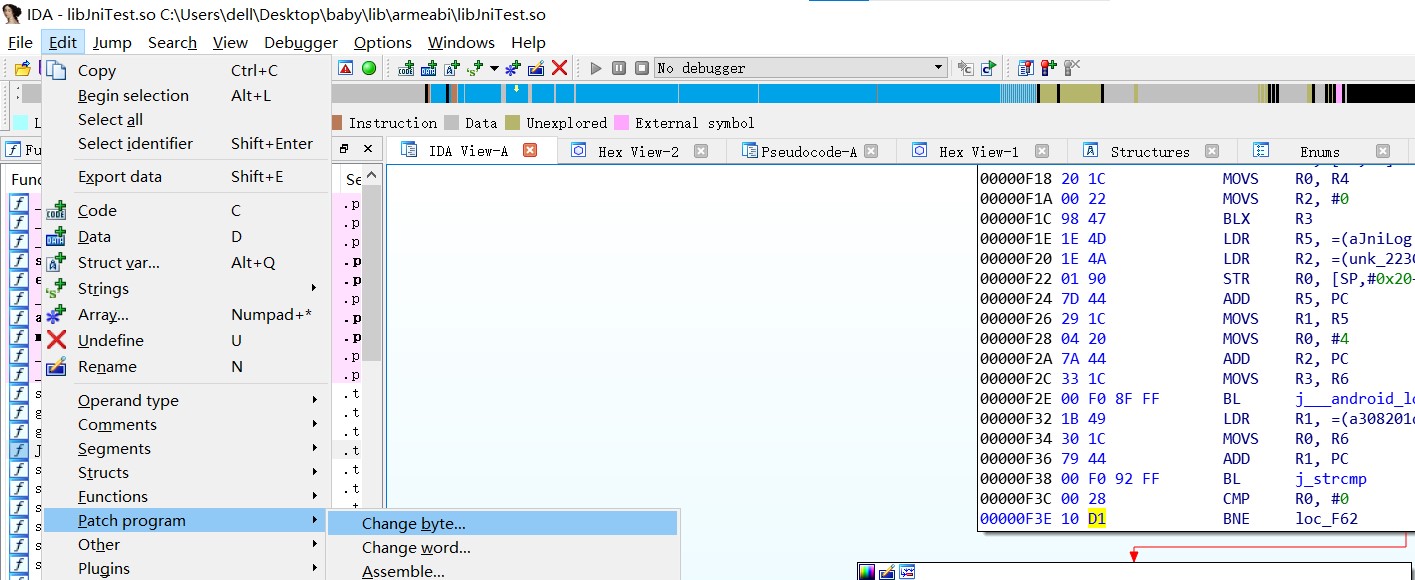 IDA - libJniTest.so C:\Users\dell\Desktop\baby\lib\armeabi\libJniTest.so
File Edit Jump Search View Debugger Options Windows Help
No debugger
Instruction Data Unexplored External symbol
IDA View-A Hex View-2 Pseudocode-A Hex View-1 Structures Enums
Copy Ctrl+C
Begin selection Alt+L
Select all
Select identifier Shift+Enter
Export data Shift+E
Code C
Data D
Struct var... Alt+Q
Strings
Array... Numpad+*
Undefine U
Rename N
Operand type
Comments
Segments
Structs
Functions
Patch program
Other
Plugins
Change byte...
Change word...
Assemble...
00000F18 20 1C MOVS R0, R4
00000F1A 00 22 MOVS R2, #0
00000F1C 98 47 BLX R3
00000F1E 1E 4D LDR R5, =(aJniLog
00000F20 1E 4A LDR R2, =(unk_223
00000F22 01 90 STR R0, [SP,#0x20
00000F24 7D 44 ADD R5, PC
00000F26 29 1C MOVS R1, R5
00000F28 04 20 MOVS R0, #4
00000F2A 7A 44 ADD R2, PC
00000F2C 33 1C MOVS R3, R6
00000F2E 00 F0 8F FF BL j___android_lo
00000F32 1B 49 LDR R1, =(a308201
00000F34 30 1C MOVS R0, R6
00000F36 79 44 ADD R1, PC
00000F38 00 F0 92 FF BL j_strcmp
00000F3C 00 28 CMP R0, #0
00000F3E 10 D1 BNE loc_F62